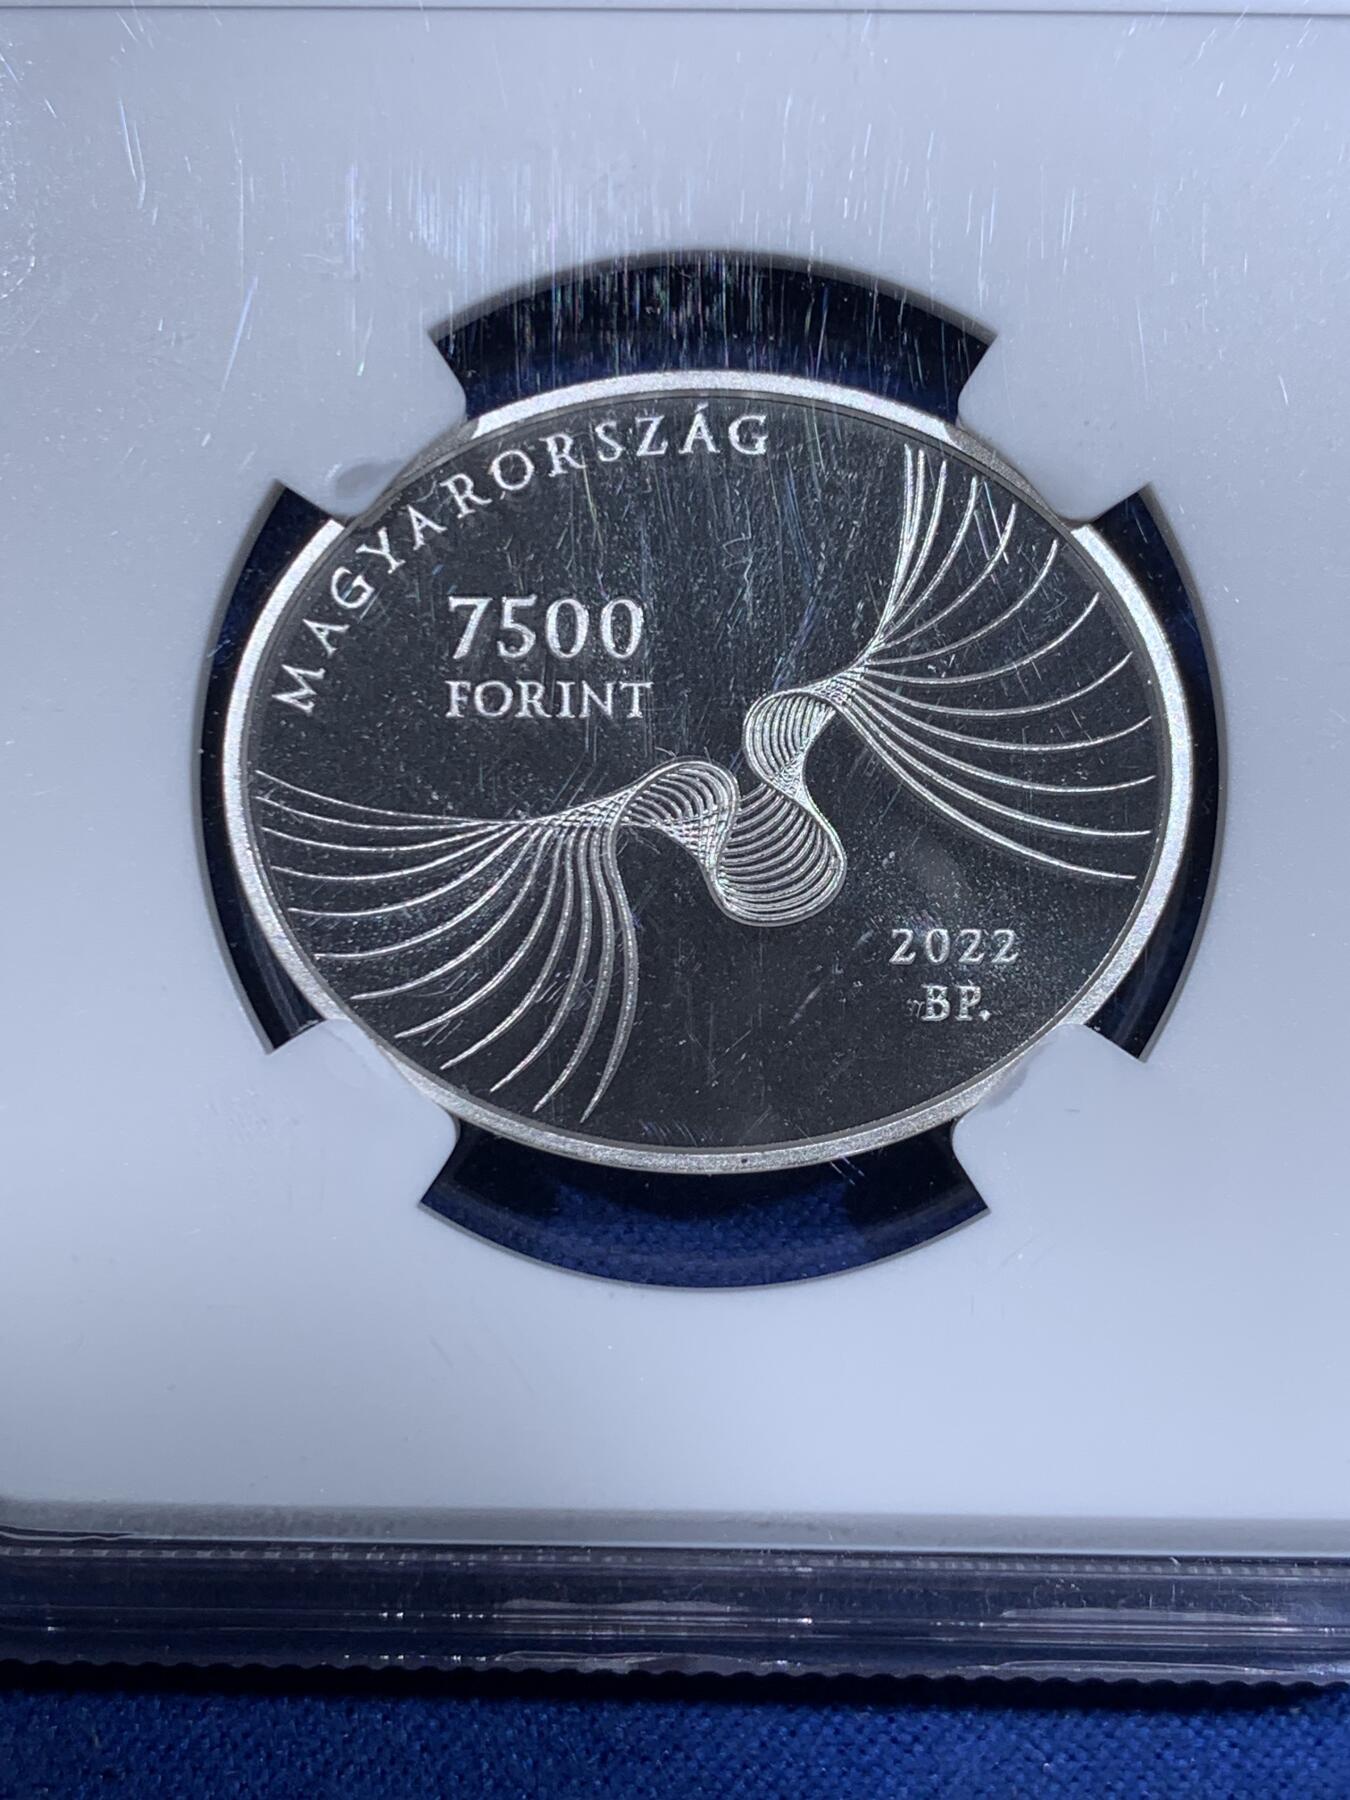 MAGYARORSZÁG
7500
FORINT
2022
BP.